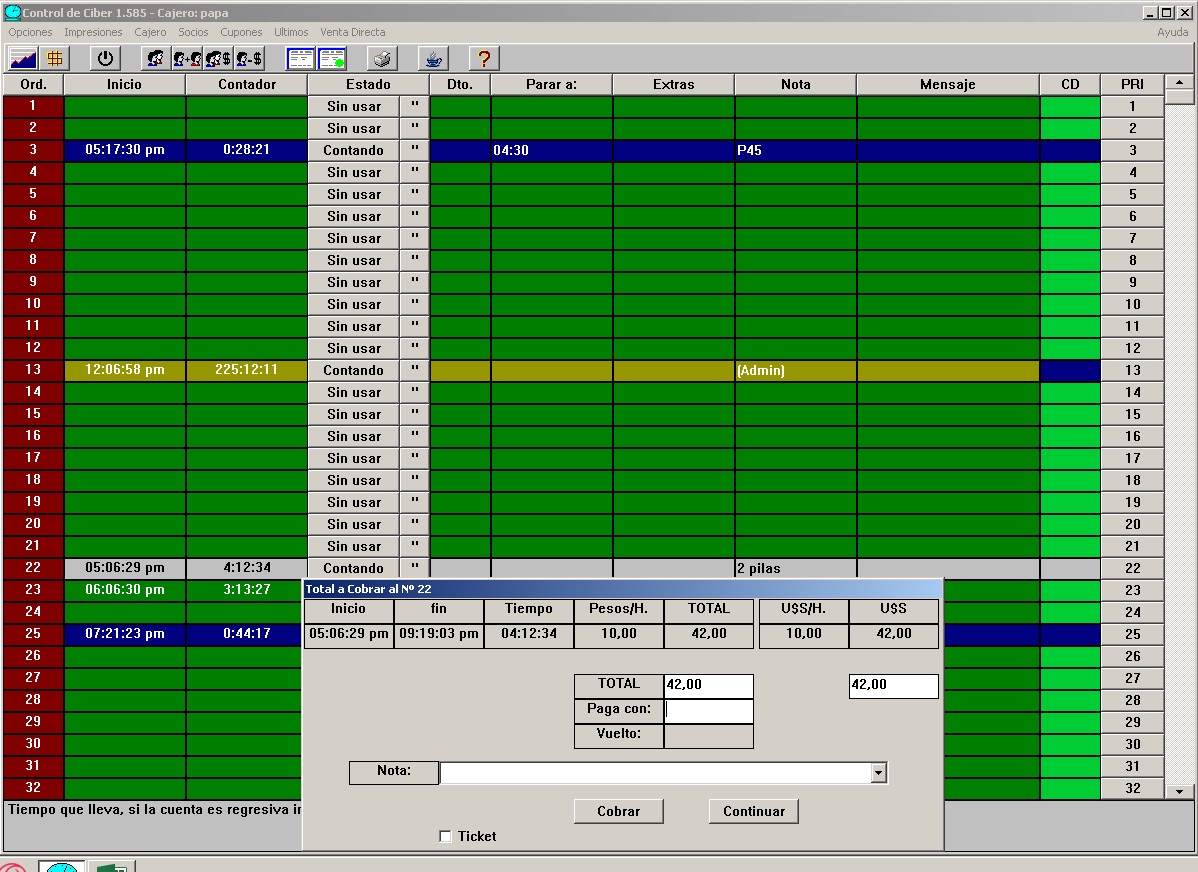 Control de Ciber 1.585 - Cajero: papa
Opciones Impresiones Cajero Socios Cupones Ultimos Venta Directa Ayuda
Ord. Inicio Contador Estado Dto. Parar a: Extras Nota Mensaje CD PRI
1 Sin usar " 1
2 Sin usar " 2
3 05:17:30 pm 0:28:21 Contando " 04:30 P45 3
4 Sin usar " 4
5 Sin usar " 5
6 Sin usar " 6
7 Sin usar " 7
8 Sin usar " 8
9 Sin usar " 9
10 Sin usar " 10
11 Sin usar " 11
12 Sin usar " 12
13 12:06:58 pm 225:12:11 Contando " (Admin) 13
14 Sin usar " 14
15 Sin usar " 15
16 Sin usar " 16
17 Sin usar " 17
18 Sin usar " 18
19 Sin usar " 19
20 Sin usar " 20
21 Sin usar " 21
22 05:06:29 pm 4:12:34 Contando " 2 pilas 22
23 06:06:30 pm 3:13:27 23
24 24
25 07:21:23 pm 0:44:17 25
26 26
27 27
28 28
29 29
30 30
31 31
32 32
Tiempo que lleva, si la cuenta es regresiva in
Total a Cobrar al Nº 22
Inicio fin Tiempo Pesos/H. TOTAL U$S/H. U$S
05:06:29 pm 09:19:03 pm 04:12:34 10,00 42,00 10,00 42,00
TOTAL 42,00 42,00
Paga con:
Vuelto:
Nota:
Cobrar Continuar
Ticket